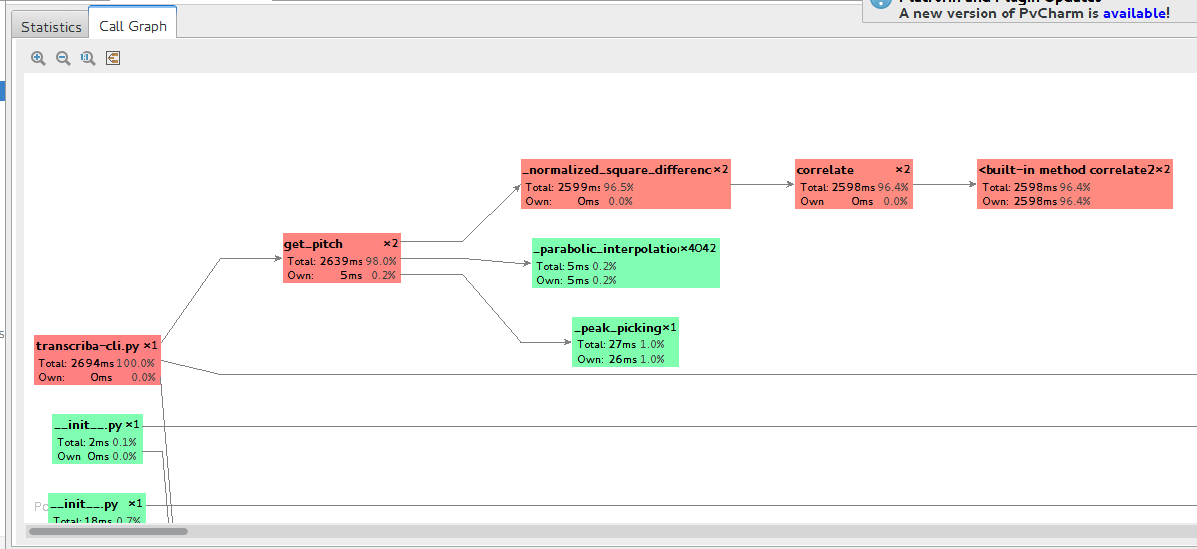 Platform and Plugin Updates
A new version of PyCharm is available!
Statistics
Call Graph
_normalized_square_differenc×2
Total: 2599ms 96.5%
Own: 0ms 0.0%
correlate ×2
Total: 2598ms 96.4%
Own 0ms 0.0%
<built-in method correlate2×2
Total: 2598ms 96.4%
Own: 2598ms 96.4%
get_pitch ×2
Total: 2639ms 98.0%
Own: 5ms 0.2%
_parabolic_interpolation×4042
Total: 5ms 0.2%
Own: 5ms 0.2%
_peak_picking×1
Total: 27ms 1.0%
Own: 26ms 1.0%
transcriba-cli.py ×1
Total: 2694ms 100.0%
Own: 0ms 0.0%
__init__.py ×1
Total: 2ms 0.1%
Own 0ms 0.0%
__init__.py ×1
Total: 18ms 0.7%